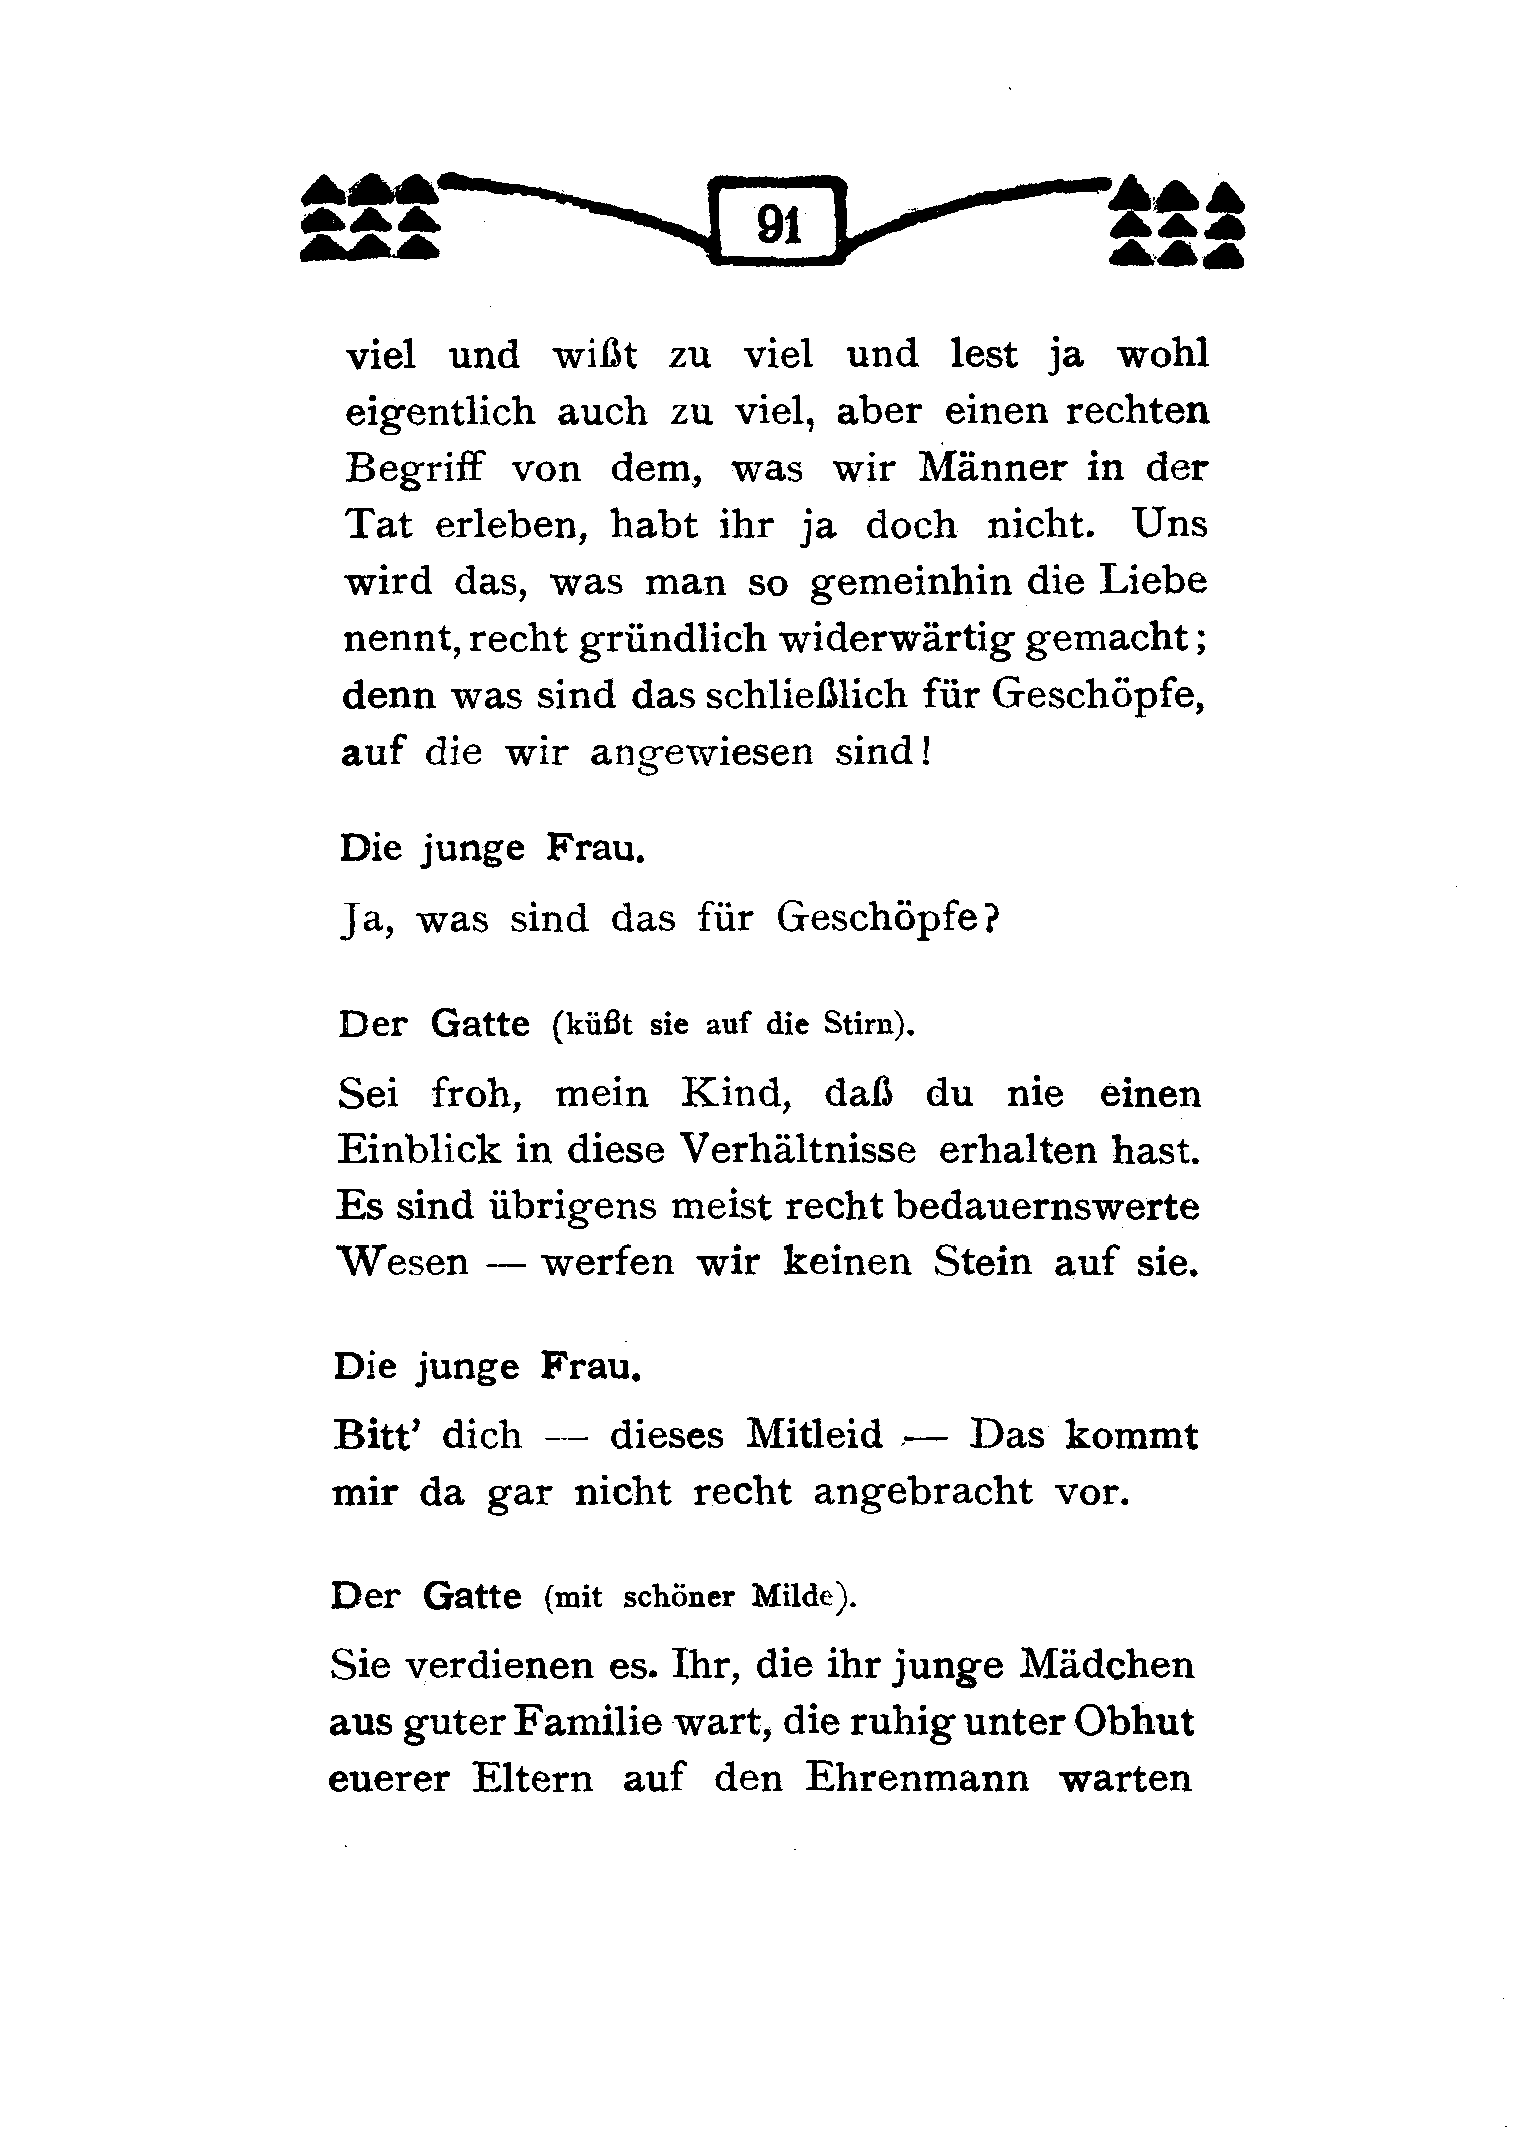 91
viel und wißt zu viel und lest ja wohl
eigentlich auch zu viel, aber einen rechten
Begriff von dem, was wir Männer in der
Tat erleben, habt ihr ja doch nicht. Uns
wird das, was man so gemeinhin die Liebe
nennt, recht gründlich widerwärtig gemacht;
denn was sind das schließlich für Geschöpfe,
auf die wir angewiesen sind!
Die junge Frau.
Ja, was sind das für Geschöpfe?
Der Gatte (küßt sie auf die Stirn).
Sei froh, mein Kind, daß du nie einen
Einblick in diese Verhältnisse erhalten hast.
Es sind übrigens meist recht bedauernswerte
Wesen — werfen wir keinen Stein auf sie.
Die junge Frau.
Bitt' dich — dieses Mitleid — Das kommt
mir da gar nicht recht angebracht vor.
Der Gatte (mit schöner Milde).
Sie verdienen es. Ihr, die ihr junge Mädchen
aus guter Familie wart, die ruhig unter Obhut
euerer Eltern auf den Ehrenmann warten